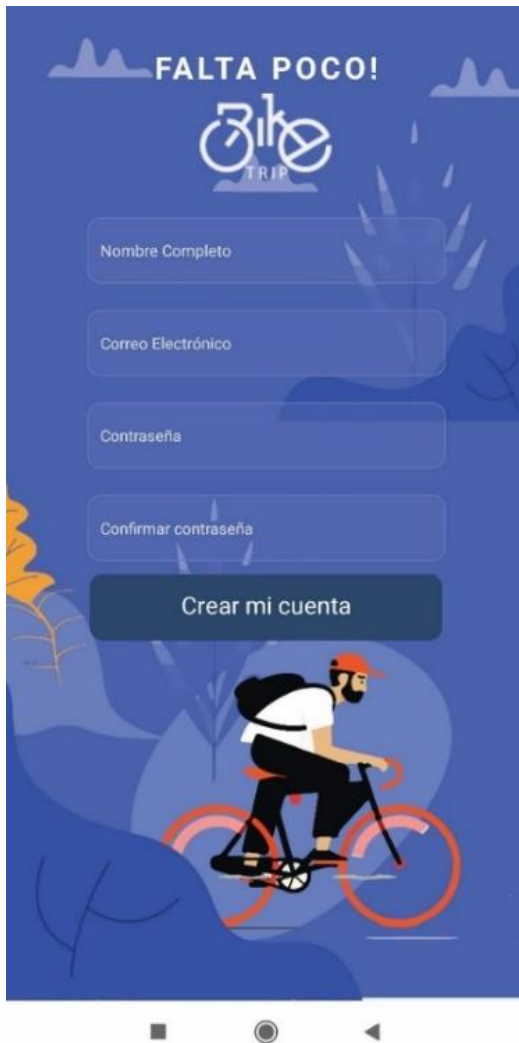 FALTA POCO!
Bike
TRIP
Nombre Completo
Correo Electrónico
Contraseña
Confirmar contraseña
Crear mi cuenta